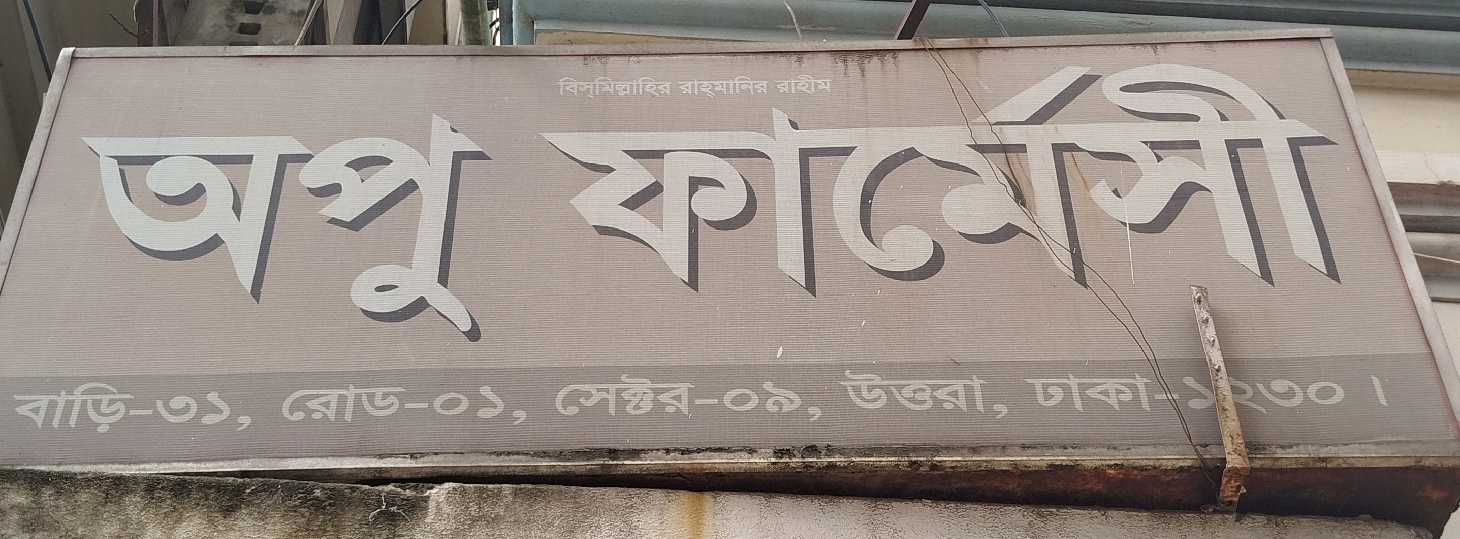 বিস্‌মিল্লাহির রাহ্‌মানির রাহীম
অপু ফার্মেসী
বাড়ি-৩১, রোড-০১, সেক্টর-০৯, উত্তরা, ঢাকা-১২৩০ ।